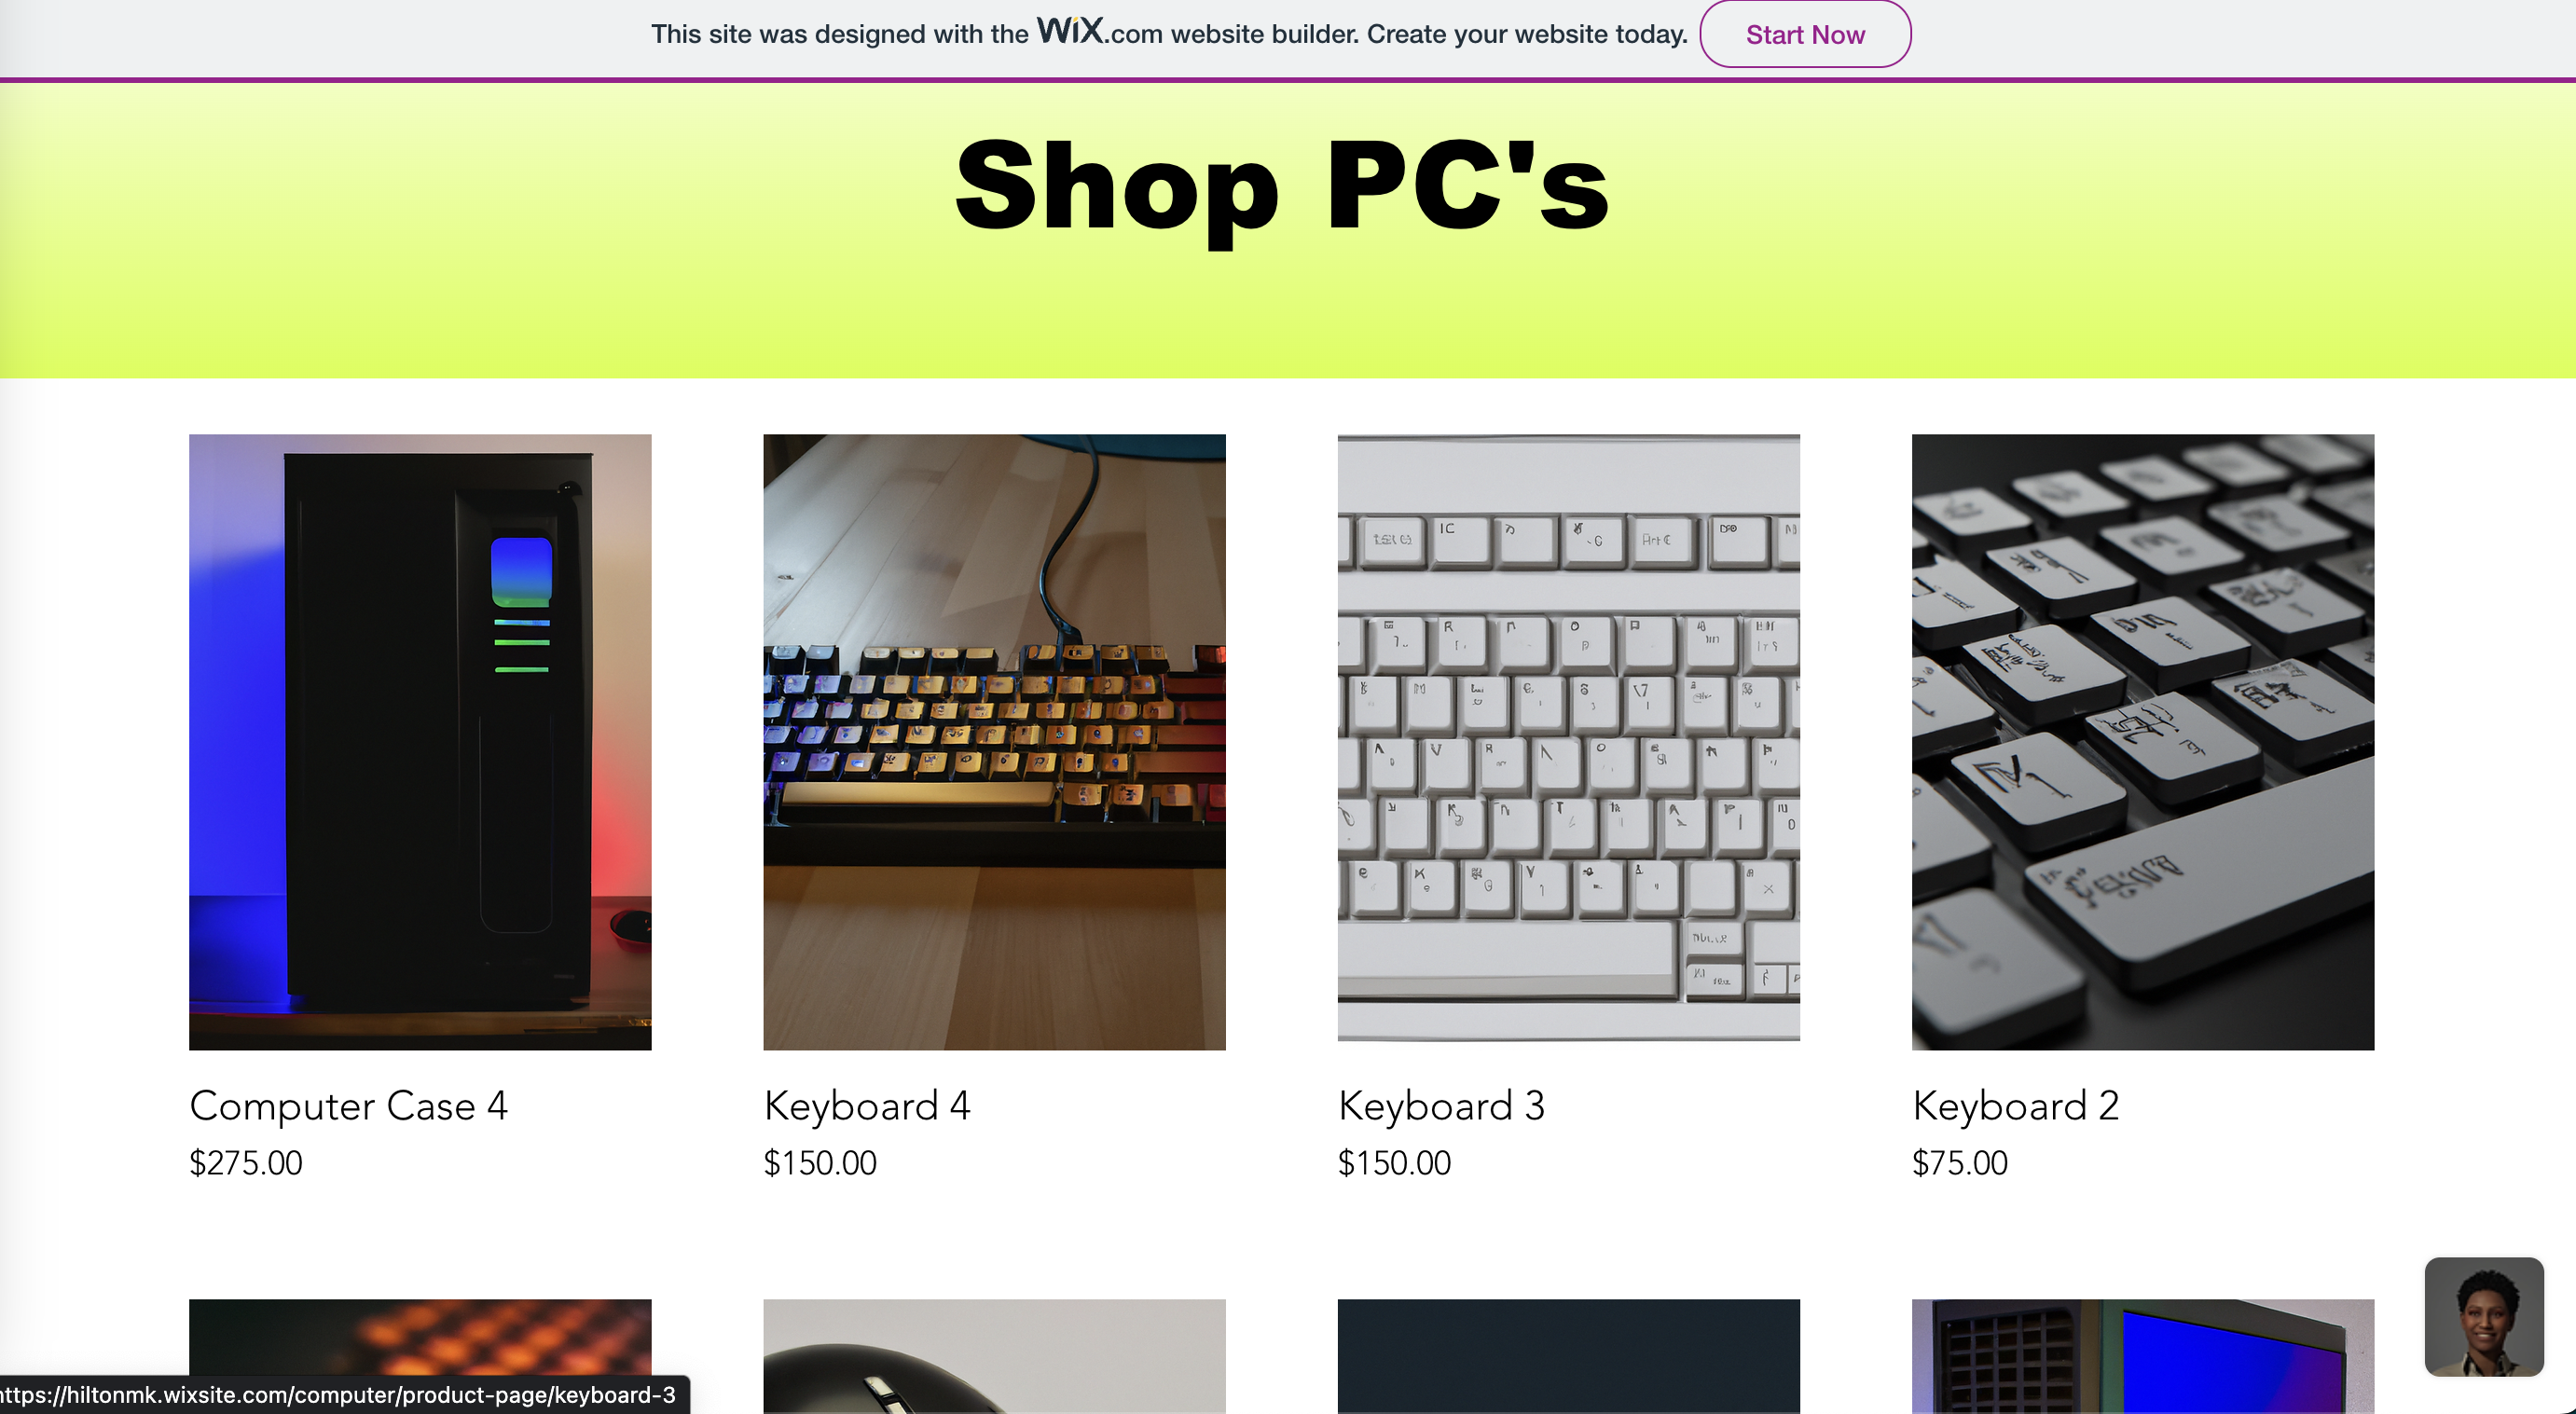 This site was designed with the WiX.com website builder. Create your website today. Start Now
Shop PC's
Computer Case 4
$275.00
Keyboard 4
$150.00
Keyboard 3
$150.00
Keyboard 2
$75.00
ttps://hiltonmk.wixsite.com/computer/product-page/keyboard-3